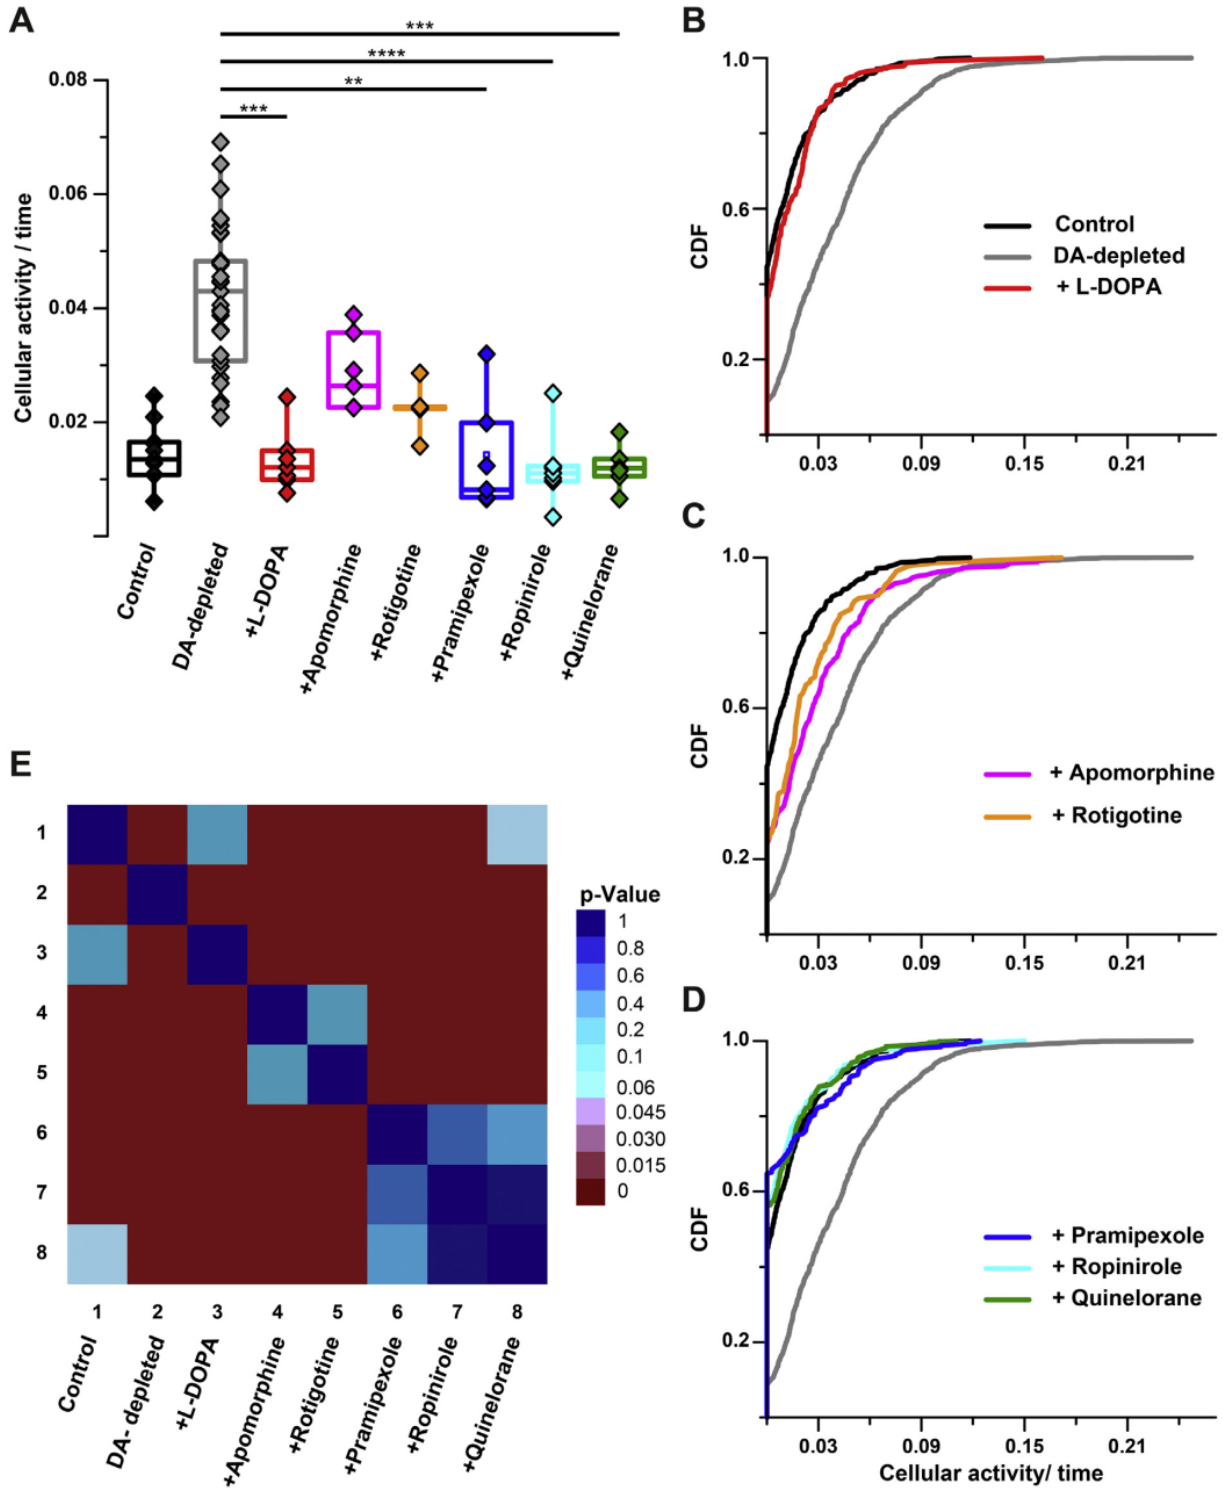 A
***
****
**
***
0.08
0.06
0.04
0.02
Cellular activity / time
Control
DA-depleted
+L-DOPA
+Apomorphine
+Rotigotine
+Pramipexole
+Ropinirole
+Quinelorane
B
1.0
0.6
0.2
CDF
Control
DA-depleted
+ L-DOPA
0.03 0.09 0.15 0.21
C
1.0
0.6
0.2
CDF
+ Apomorphine
+ Rotigotine
0.03 0.09 0.15 0.21
D
1.0
0.6
0.2
CDF
+ Pramipexole
+ Ropinirole
+ Quinelorane
0.03 0.09 0.15 0.21
Cellular activity/ time
E
1
2
3
4
5
6
7
8
1 2 3 4 5 6 7 8
Control
DA- depleted
+L-DOPA
+Apomorphine
+Rotigotine
+Pramipexole
+Ropinirole
+Quinelorane
p-Value
1
0.8
0.6
0.4
0.2
0.1
0.06
0.045
0.030
0.015
0